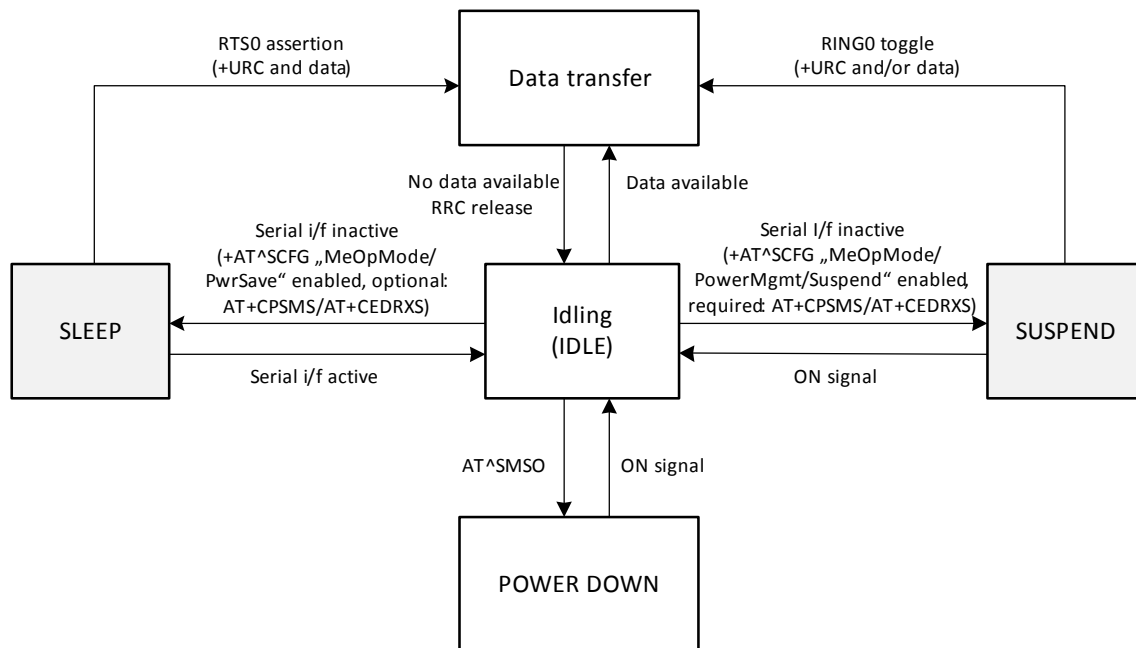 RTS0 assertion
(+URC and data)
Data transfer
RING0 toggle
(+URC and/or data)
No data available
RRC release
Data available
Serial i/f inactive
(+AT^SCFG „MeOpMode/
PwrSave“ enabled, optional:
AT+CPSMS/AT+CEDRXS)
Serial I/f inactive
(+AT^SCFG „MeOpMode/
PowerMgmt/Suspend“ enabled,
required: AT+CPSMS/AT+CEDRXS)
SLEEP
Idling
(IDLE)
SUSPEND
Serial i/f active
ON signal
AT^SMSO
ON signal
POWER DOWN